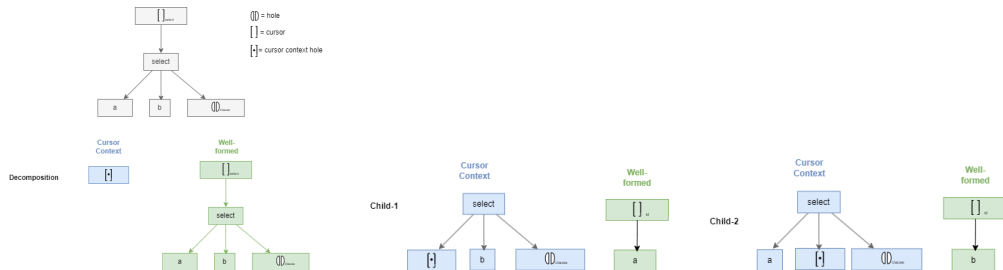 [ ] select
⦇⦈ = hole
[ ] = cursor
[•]= cursor context hole
select
a
b
⦇⦈
Cursor
Context
Well-
formed
Decomposition
[•]
[ ]
select
a
b
⦇⦈
Cursor
Context
Well-
formed
Child-1
select
[ ] id
[•]
b
⦇⦈
a
Cursor
Context
Well-
formed
Child-2
select
[ ] id
a
[•]
⦇⦈
b